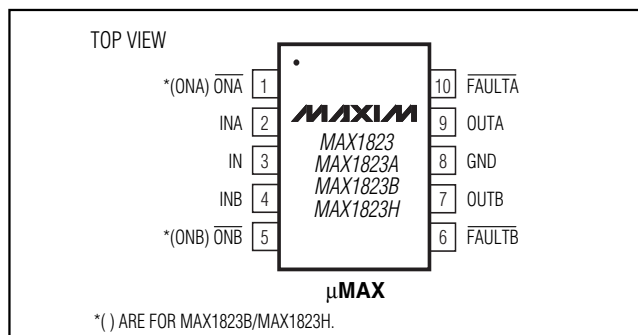 TOP VIEW
*(ONA) ONA 1
INA 2
IN 3
INB 4
*(ONB) ONB 5
MAXIM
MAX1823
MAX1823A
MAX1823B
MAX1823H
10 FAULTA
9 OUTA
8 GND
7 OUTB
6 FAULTB
µMAX
*( ) ARE FOR MAX1823B/MAX1823H.